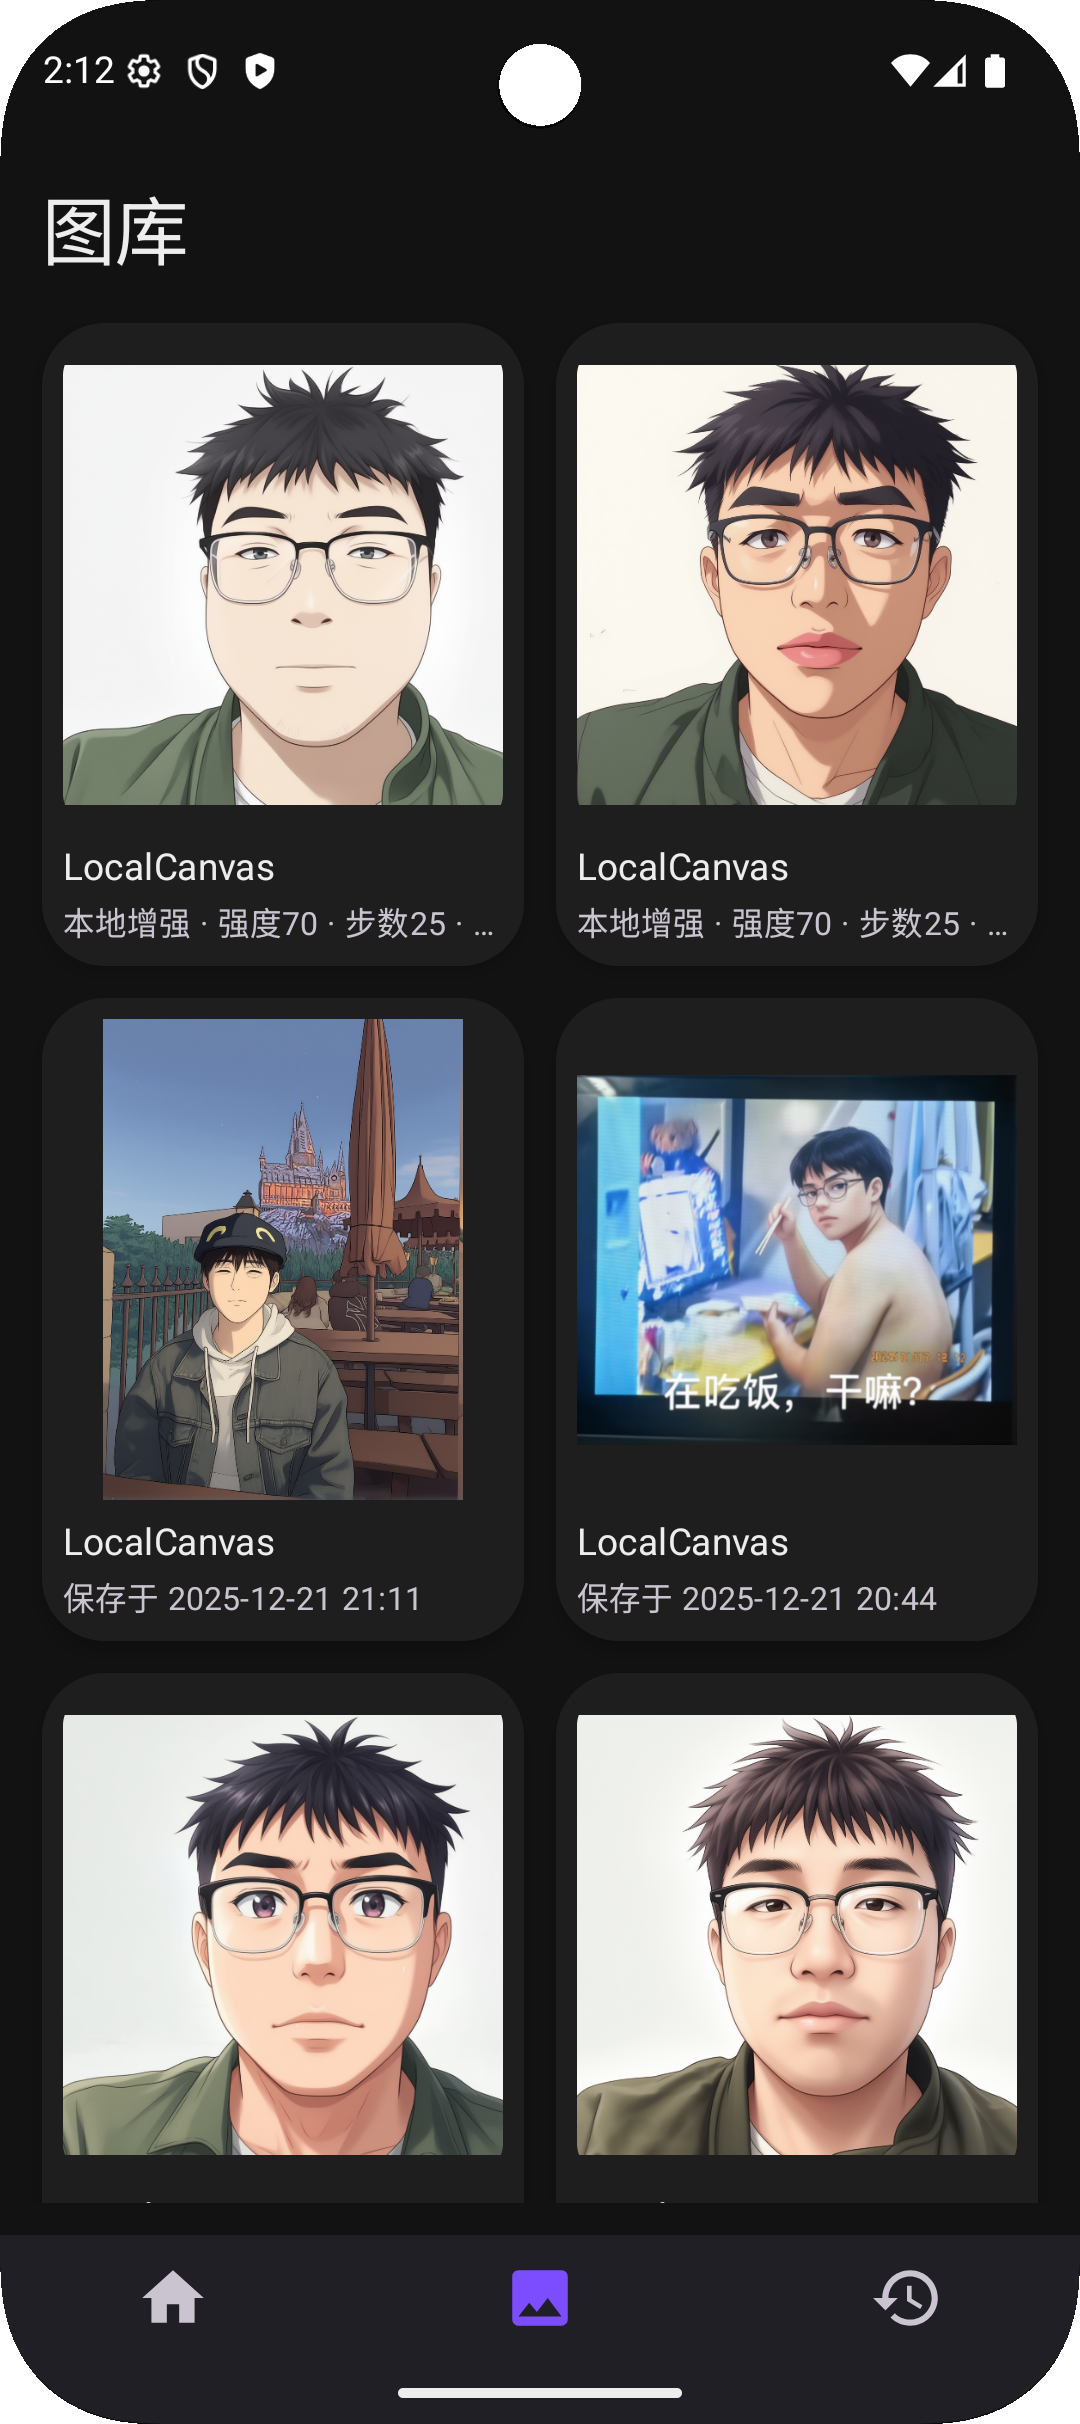 2:12
图库
LocalCanvas
本地增强 · 强度70 · 步数25 · …
LocalCanvas
本地增强 · 强度70 · 步数25 · …
在吃饭，干嘛？
LocalCanvas
保存于 2025-12-21 21:11
LocalCanvas
保存于 2025-12-21 20:44